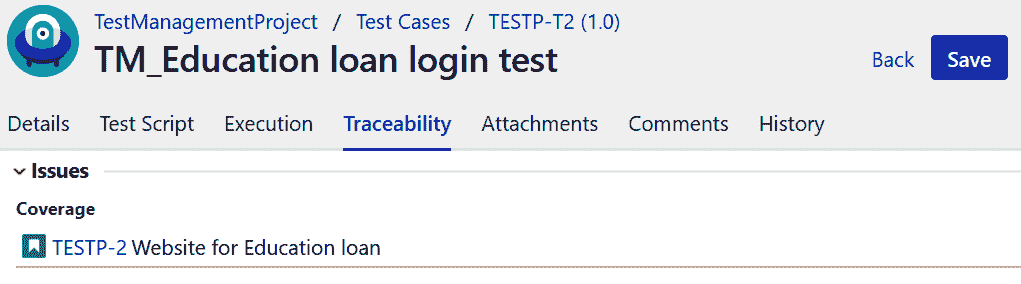 TestManagementProject / Test Cases / TESTP-T2 (1.0)
TM_Education loan login test
Back Save
Details Test Script Execution Traceability Attachments Comments History
Issues
Coverage
TESTP-2 Website for Education loan